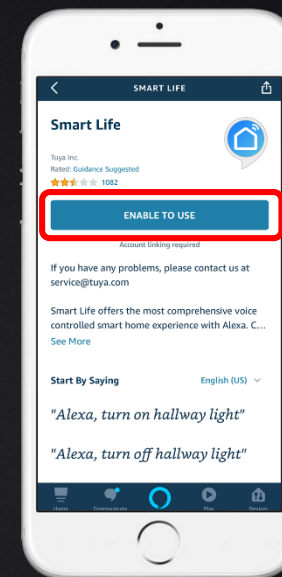 SMART LIFE
Smart Life
Tuya Inc.
Rated: Guidance Suggested
1082
ENABLE TO USE
Account linking required
If you have any problems, please contact us at
service@tuya.com
Smart Life offers the most comprehensive voice
controlled smart home experience with Alexa. C...
See More
Start By Saying English (US)
"Alexa, turn on hallway light"
"Alexa, turn off hallway light"
Home Communicate Play Devices